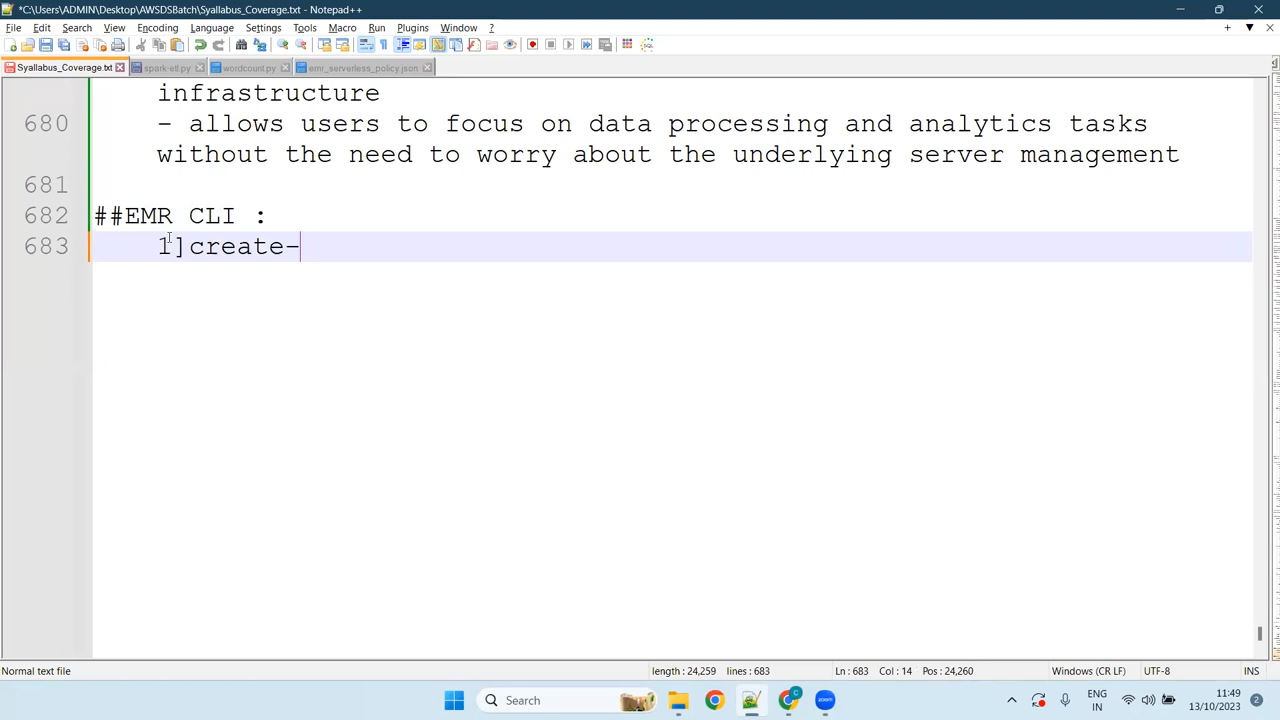 *C:\Users\ADMIN\Desktop\AWSDSBatch\Syallabus_Coverage.txt - Notepad++
File Edit Search View Encoding Language Settings Tools Macro Run Plugins Window ?
Syallabus_Coverage.txt spark-etl.py wordcount.py emr_serverless_policy.json
infrastructure
680 - allows users to focus on data processing and analytics tasks
without the need to worry about the underlying server management
681
682 ##EMR CLI :
683 1]create-
Normal text file length : 24,259 lines : 683 Ln : 683 Col : 14 Pos : 24,260 Windows (CR LF) UTF-8 INS
Search ENG 11:49
IN 13/10/2023 2